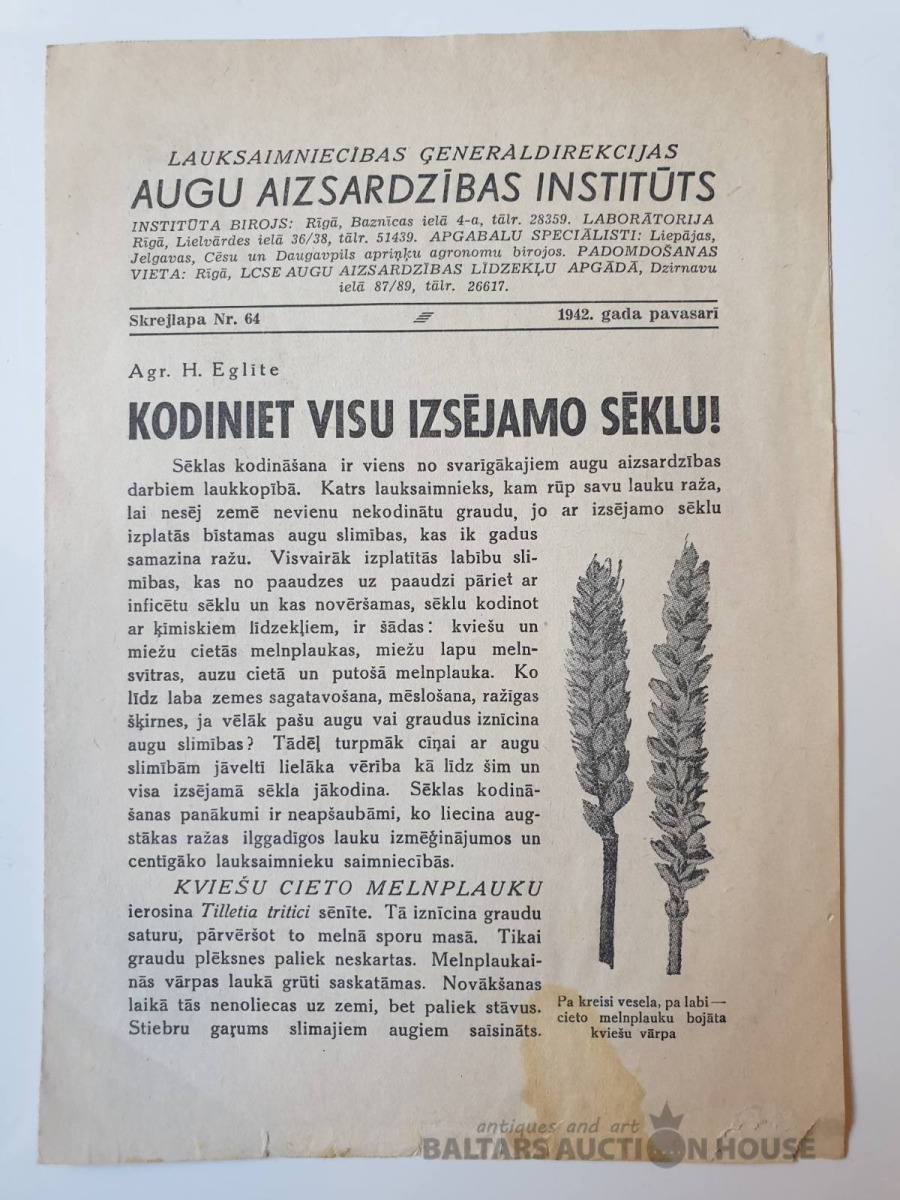 LAUKSAIMNIECĪBAS ĢENERĀLDIREKCIJAS
AUGU AIZSARDZĪBAS INSTITŪTS
INSTITŪTA BIROJS: Rīgā, Baznīcas ielā 4-a, tālr. 28359. LABORĀTORIJA
Rīgā, Lielvārdes ielā 36/38, tālr. 51439. APGABALU SPECIĀLISTI: Liepājas,
Jelgavas, Cēsu un Daugavpils apriņķu agronomu birojos. PADOMDOŠANAS
VIETA: Rīgā, LCSE AUGU AIZSARDZĪBAS LĪDZEKĻU APGĀDĀ, Dzirnavu
ielā 87/89, tālr. 26617.
Skrejlapa Nr. 64
1942. gada pavasarī
Agr. H. Eglīte
KODINIET VISU IZSĒJAMO SĒKLU!
Sēklas kodināšana ir viens no svarīgākajiem augu aizsardzības
darbiem laukkopībā. Katrs lauksaimnieks, kam rūp savu lauku raža,
lai nesēj zemē nevienu nekodinātu graudu, jo ar izsējamo sēklu
izplatās bīstamas augu slimības, kas ik gadus
samazina ražu. Visvairāk izplatītās labību sli-
mības, kas no paaudzes uz paaudzi pāriet ar
inficētu sēklu un kas novēršamas, sēklu kodinot
ar ķīmiskiem līdzekļiem, ir šādas: kviešu un
miežu cietās melnplaukas, miežu lapu meln-
svītras, auzu cietā un putošā melnplauka. Ko
līdz laba zemes sagatavošana, mēslošana, ražīgas
šķirnes, ja vēlāk pašu augu vai graudus iznīcina
augu slimības? Tādēļ turpmāk cīņai ar augu
slimībām jāvelti lielāka vērība kā līdz šim un
visa izsējamā sēkla jākodina. Sēklas kodinā-
šanas panākumi ir neapšaubāmi, ko liecina aug-
stākas ražas ilggadīgos lauku izmēģinājumos un
centīgāko lauksaimnieku saimniecībās.
KVIEŠU CIETO MELNPLAUKU
ierosina Tilletia tritici sēnīte. Tā iznīcina graudu
saturu, pārvēršot to melnā sporu masā. Tikai
graudu plēksnes paliek neskartas. Melnplaukai-
nās vārpas laukā grūti saskatāmas. Novākšanas
laikā tās nenoliecas uz zemi, bet paliek stāvus.
Stiebru gaŗums slimajiem augiem saīsināts.
Pa kreisi vesela, pa labi —
cieto melnplauku bojāta
kviešu vārpa
antiques and art
BALTARS AUCTION HOUSE